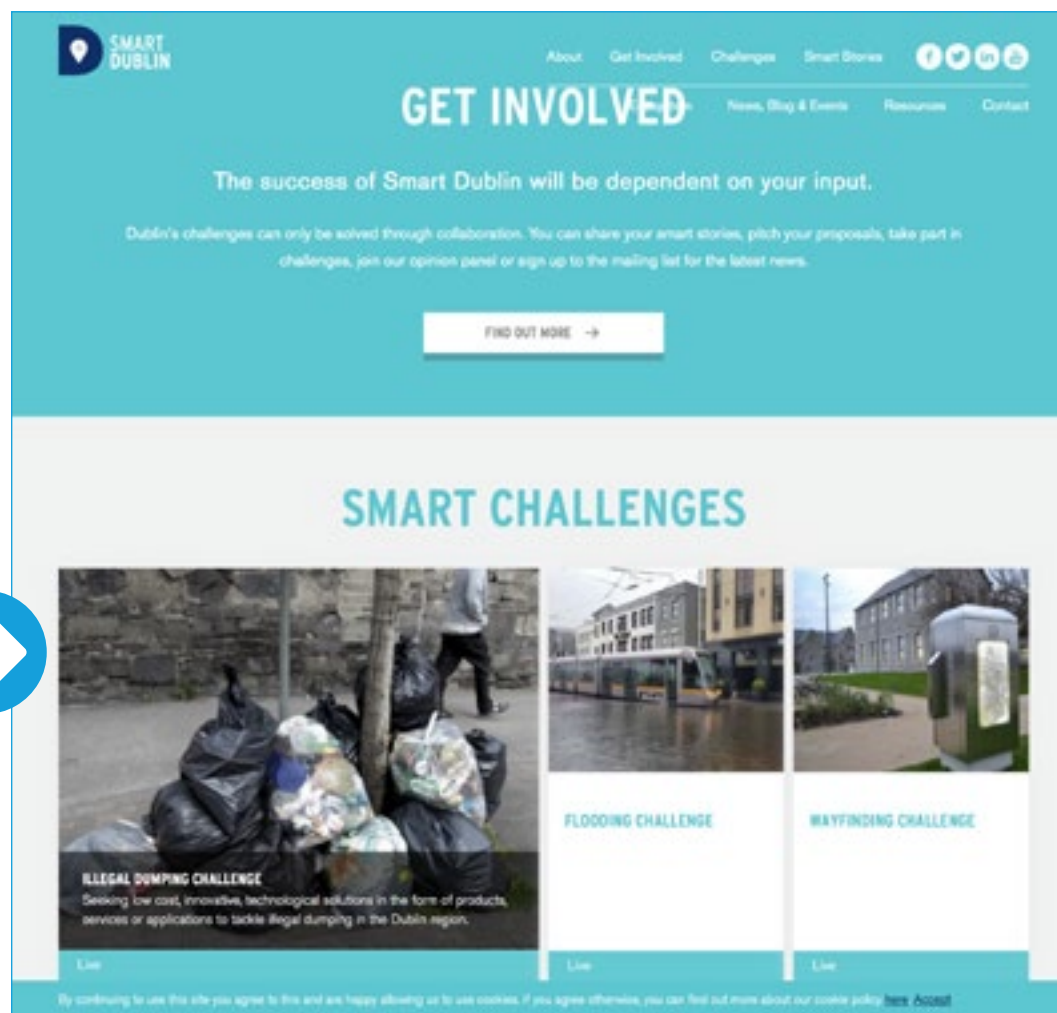 SMART
DUBLIN
About Get Involved Challenges Smart Stories
News, Blog & Events Resources Contact
GET INVOLVED
The success of Smart Dublin will be dependent on your input.
Dublin's challenges can only be solved through collaboration. You can share your smart stories, pitch your proposals, take part in
challenges, join our opinion panel or sign up to the mailing list for the latest news.
FIND OUT MORE →
SMART CHALLENGES
ILLEGAL DUMPING CHALLENGE
Seeking low cost, innovative, technological solutions in the form of products,
services or applications to tackle illegal dumping in the Dublin region.
Live
FLOODING CHALLENGE
Live
WAYFINDING CHALLENGE
Live
By continuing to use this site you agree to this and are happy allowing us to use cookies. If you agree otherwise, you can find out more about our cookie policy here Accept